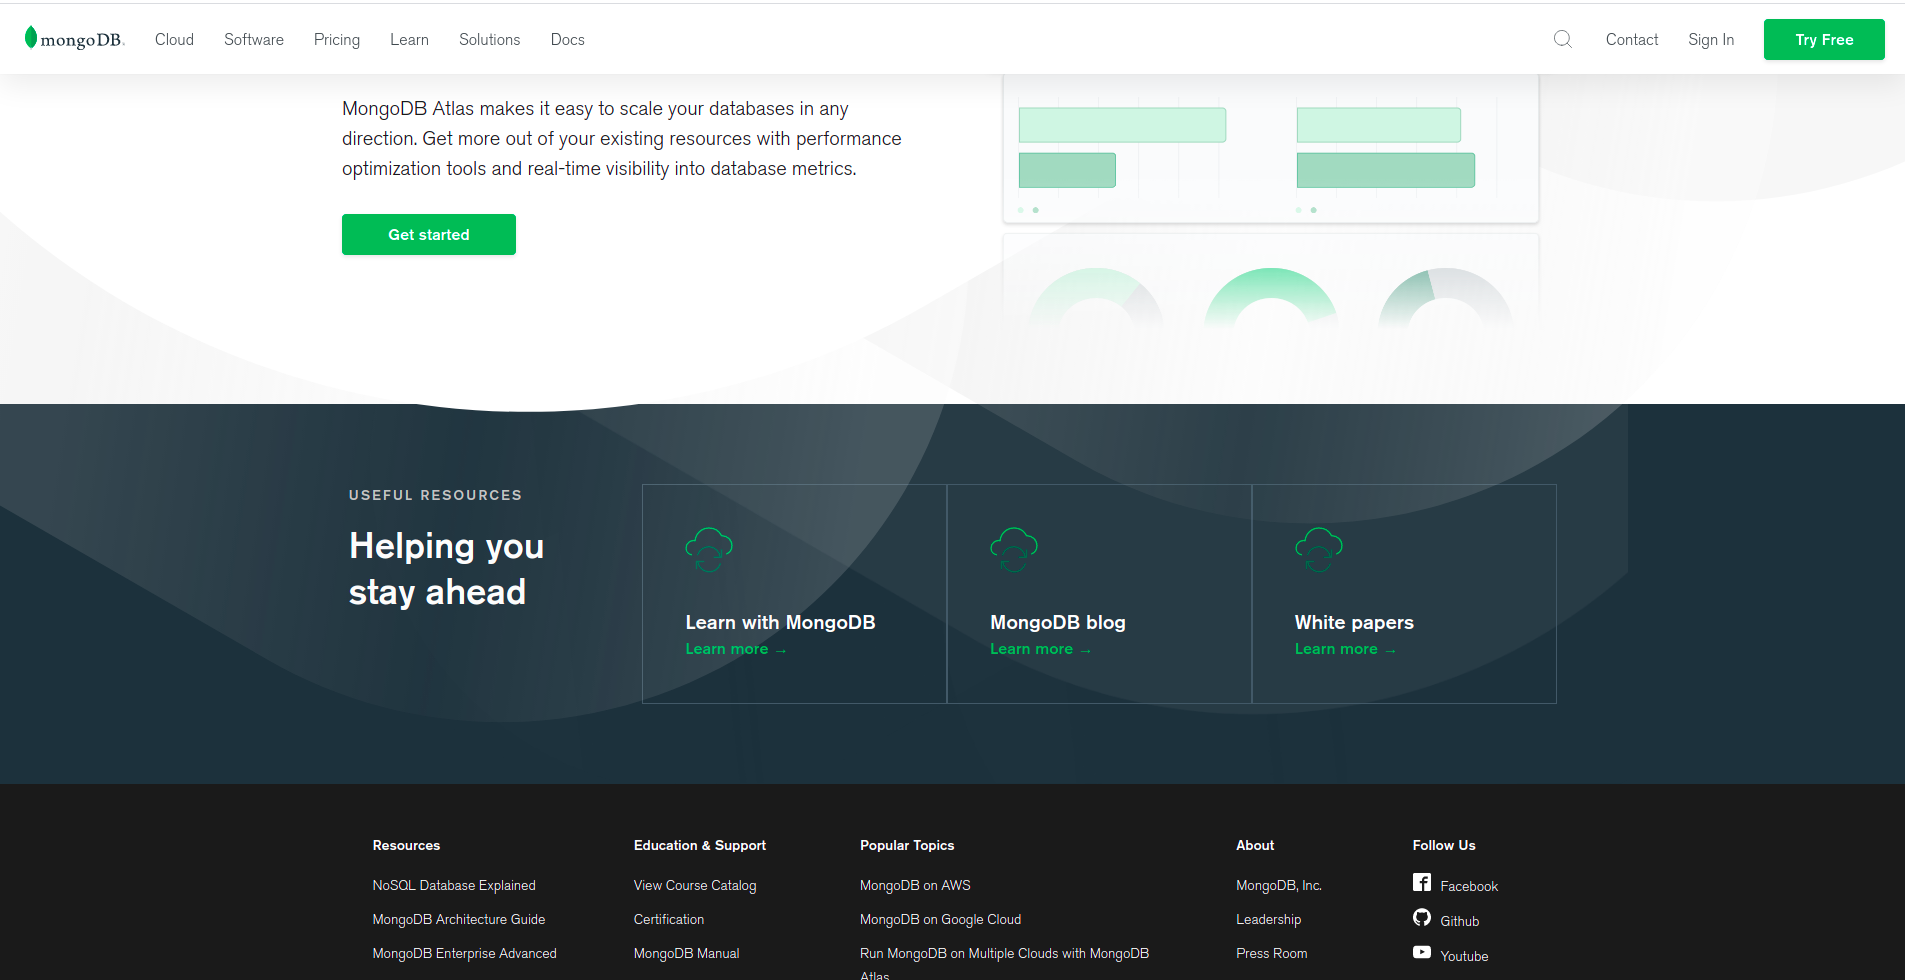 mongoDB.
Cloud
Software
Pricing
Learn
Solutions
Docs
Contact
Sign In
Try Free
MongoDB Atlas makes it easy to scale your databases in any
direction. Get more out of your existing resources with performance
optimization tools and real-time visibility into database metrics.
Get started
USEFUL RESOURCES
Helping you
stay ahead
Learn with MongoDB
Learn more →
MongoDB blog
Learn more →
White papers
Learn more →
Resources
NoSQL Database Explained
MongoDB Architecture Guide
MongoDB Enterprise Advanced
Education & Support
View Course Catalog
Certification
MongoDB Manual
Popular Topics
MongoDB on AWS
MongoDB on Google Cloud
Run MongoDB on Multiple Clouds with MongoDB
Atlas
About
MongoDB, Inc.
Leadership
Press Room
Follow Us
Facebook
Github
Youtube